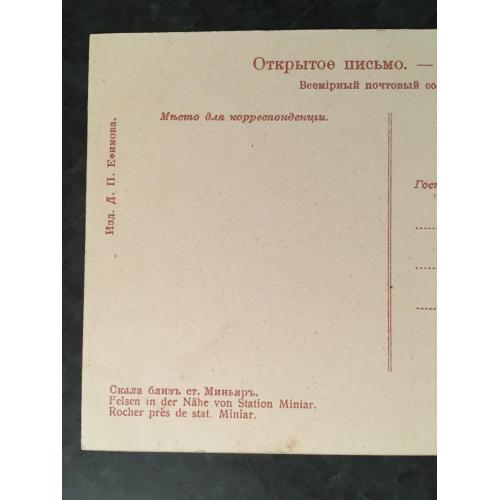 Открытое письмо. —
Всемірный почтовый со
Мѣсто для корреспонденціи.
Изд. Д. П. Ефимова.
Гост
Скала близъ ст. Миньяръ.
Felsen in der Nähe von Station Miniar.
Rocher près de stat. Miniar.